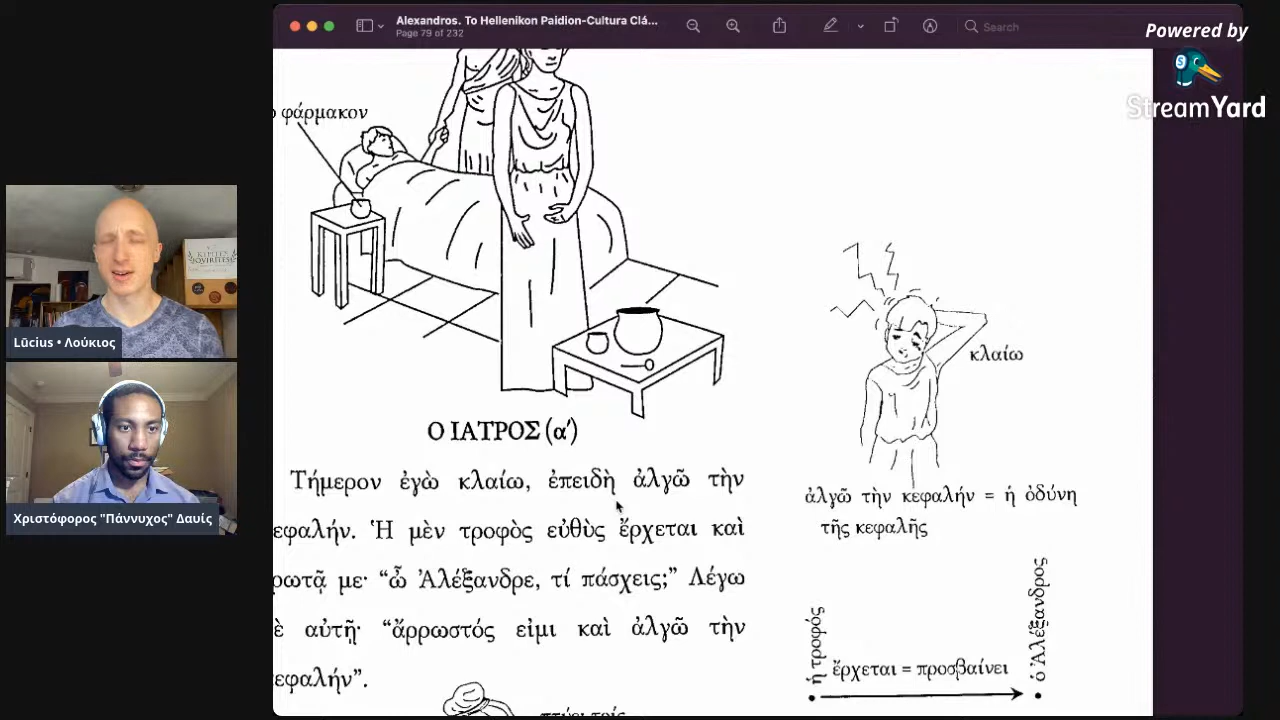 Alexandros. To Hellenikon Paidion-Cultura Clá...
Page 79 of 232
Search
Powered by
StreamYard
φάρμακον
κλαίω
Ο ΙΑΤΡΟΣ (α')
Τήμερον ἐγὼ κλαίω, ἐπειδὴ ἀλγῶ τὴν
εφαλήν. Ἡ μὲν τροφὸς εὐθὺς ἔρχεται καὶ
ρωτᾷ με· “ὦ Ἀλέξανδρε, τί πάσχεις;” Λέγω
ὲ αὐτῇ· “ἄρρωστός εἰμι καὶ ἀλγῶ τὴν
εφαλήν”.
ἀλγῶ τὴν κεφαλήν = ἡ ὀδύνη
τῆς κεφαλῆς
ἡ τροφός
ἔρχεται = προσβαίνει
ὁ Ἀλέξανδρος
Lūcius • Λούκιος
Χριστόφορος "Πάννυχος" Δαυίς